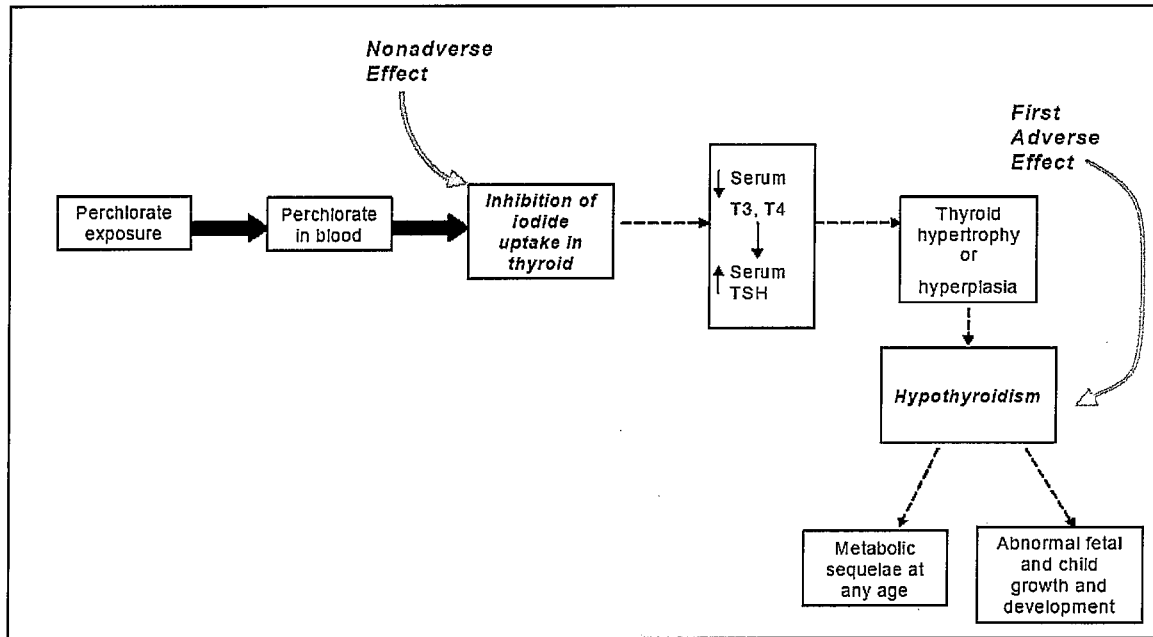 Nonadverse
Effect
First
Adverse
Effect
Perchlorate
exposure
Perchlorate
in blood
Inhibition of
iodide
uptake in
thyroid
↓ Serum
T3, T4
↓
↑ Serum
TSH
Thyroid
hypertrophy
or
hyperplasia
Hypothyroidism
Metabolic
sequelae at
any age
Abnormal fetal
and child
growth and
development